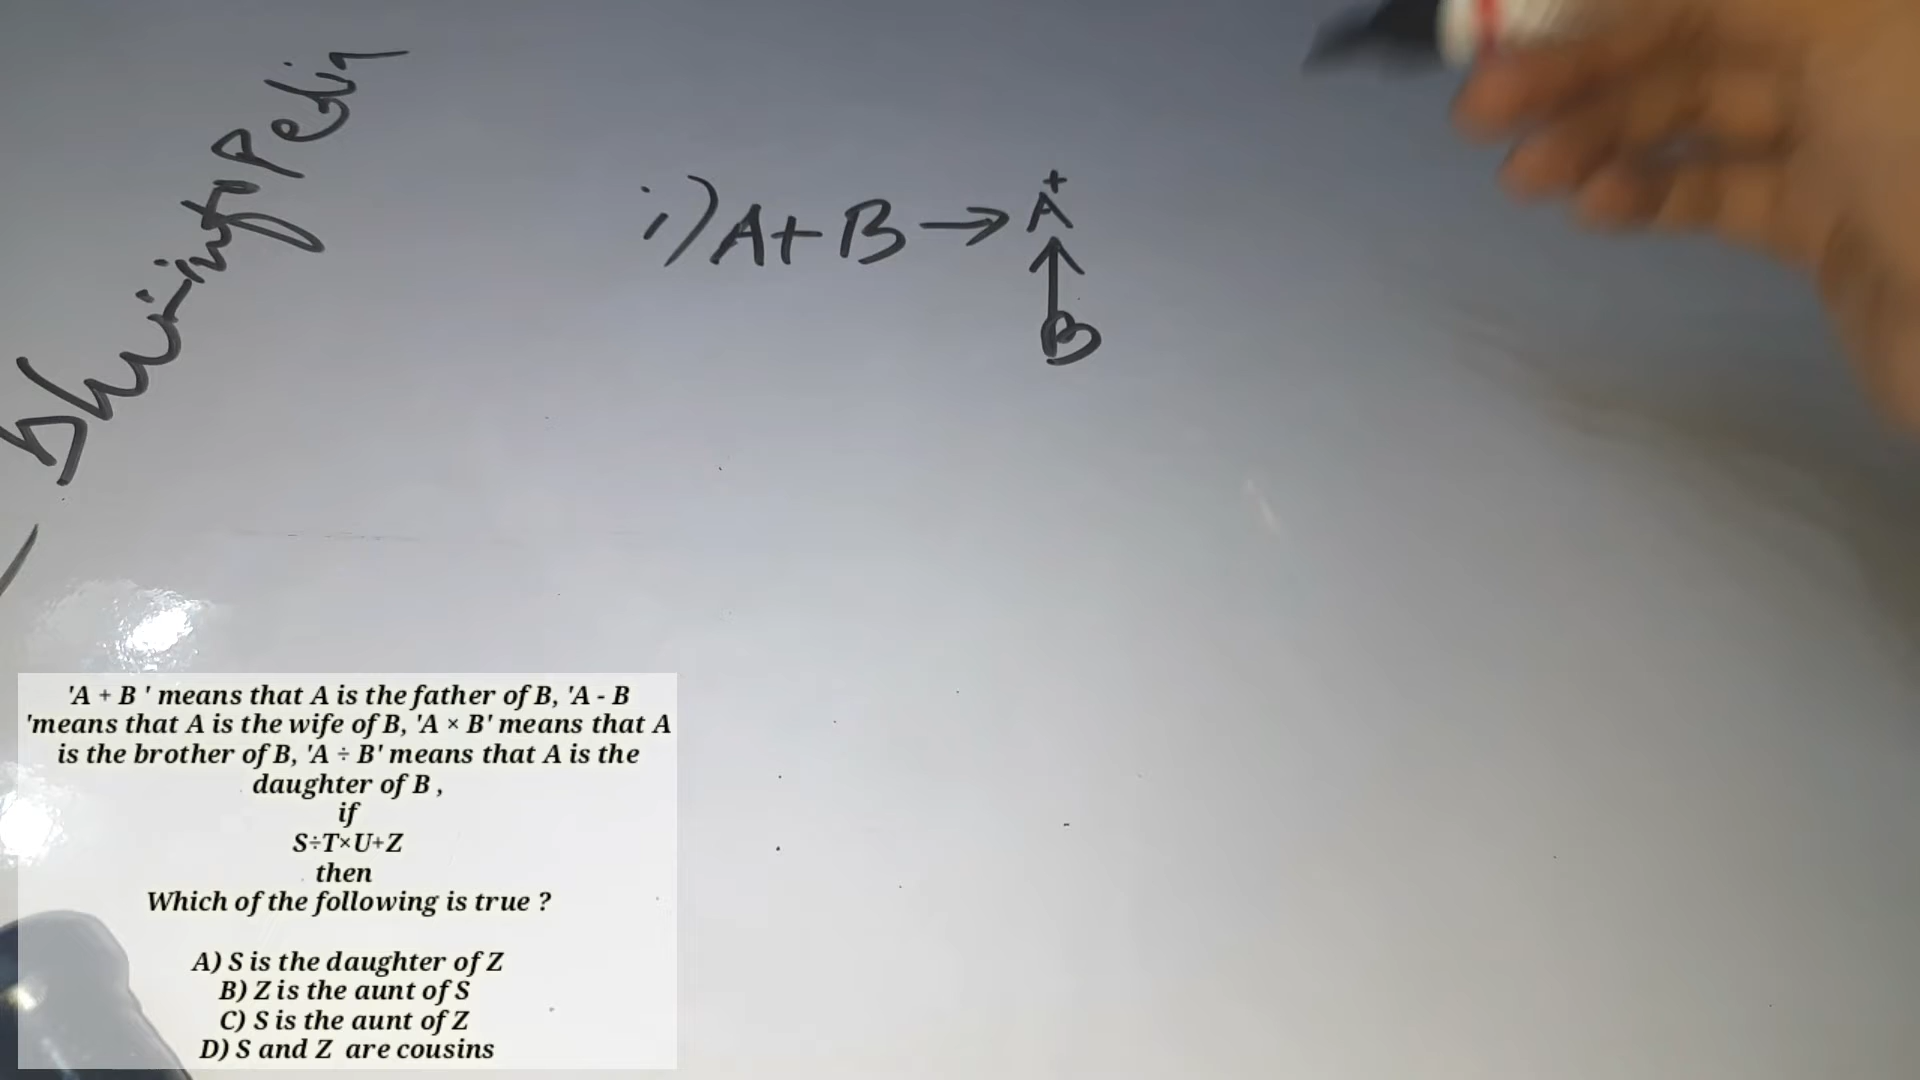 i) A+B→A+
↑
B
'A + B ' means that A is the father of B, 'A - B
'means that A is the wife of B, 'A × B' means that A
is the brother of B, 'A ÷ B' means that A is the
daughter of B ,
if
S÷T×U+Z
then
Which of the following is true ?
A) S is the daughter of Z
B) Z is the aunt of S
C) S is the aunt of Z
D) S and Z are cousins